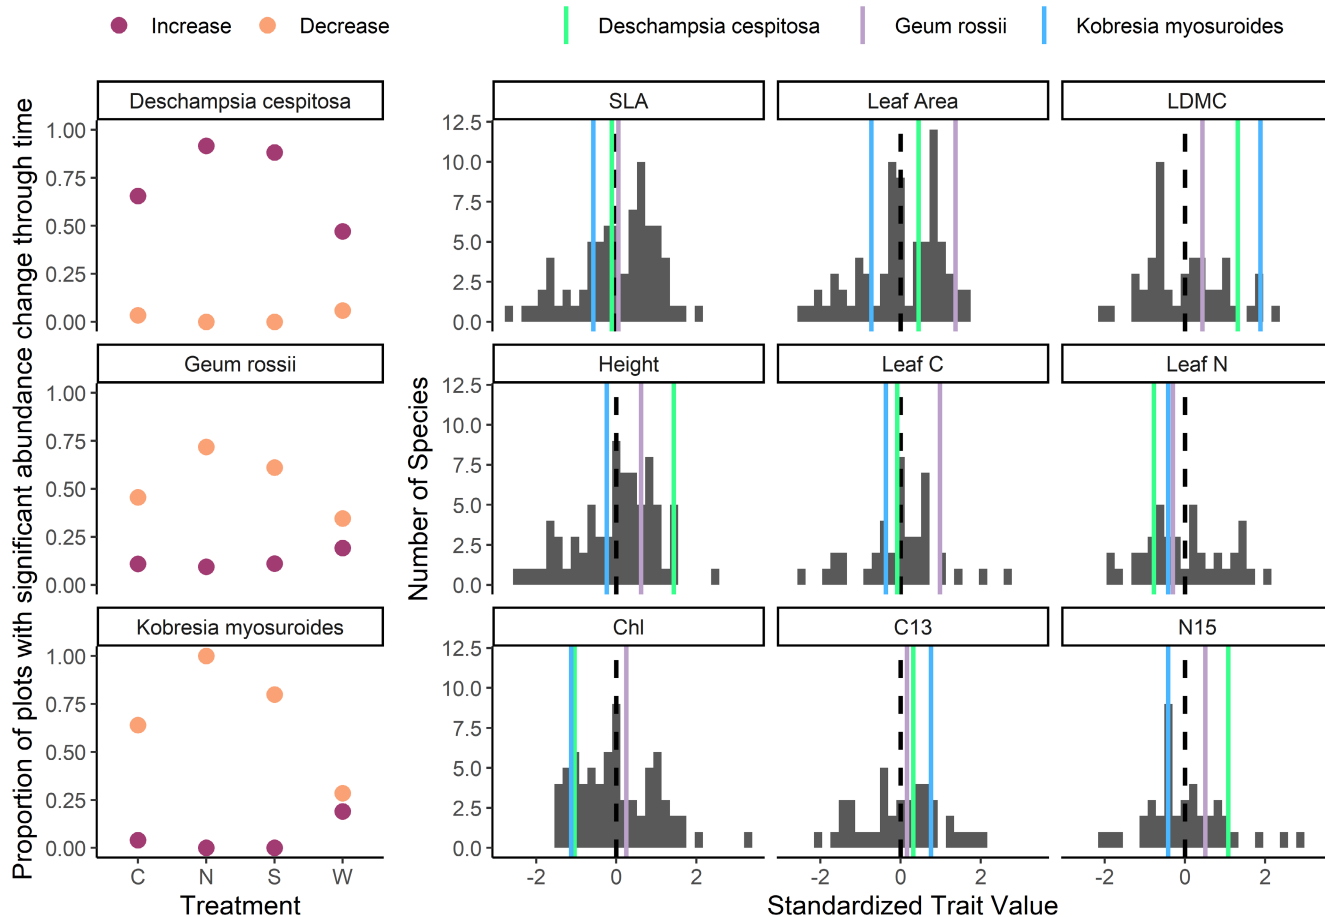 Increase Decrease Deschampsia cespitosa Geum rossii Kobresia myosuroides
Proportion of plots with significant abundance change through time
Deschampsia cespitosa
1.00
0.75
0.50
0.25
0.00
Geum rossii
1.00
0.75
0.50
0.25
0.00
Kobresia myosuroides
1.00
0.75
0.50
0.25
0.00
C N S W
Treatment
Number of Species
SLA Leaf Area LDMC
12.5
10.0
7.5
5.0
2.5
0.0
Height Leaf C Leaf N
12.5
10.0
7.5
5.0
2.5
0.0
Chl C13 N15
12.5
10.0
7.5
5.0
2.5
0.0
-2 0 2 -2 0 2 -2 0 2
Standardized Trait Value